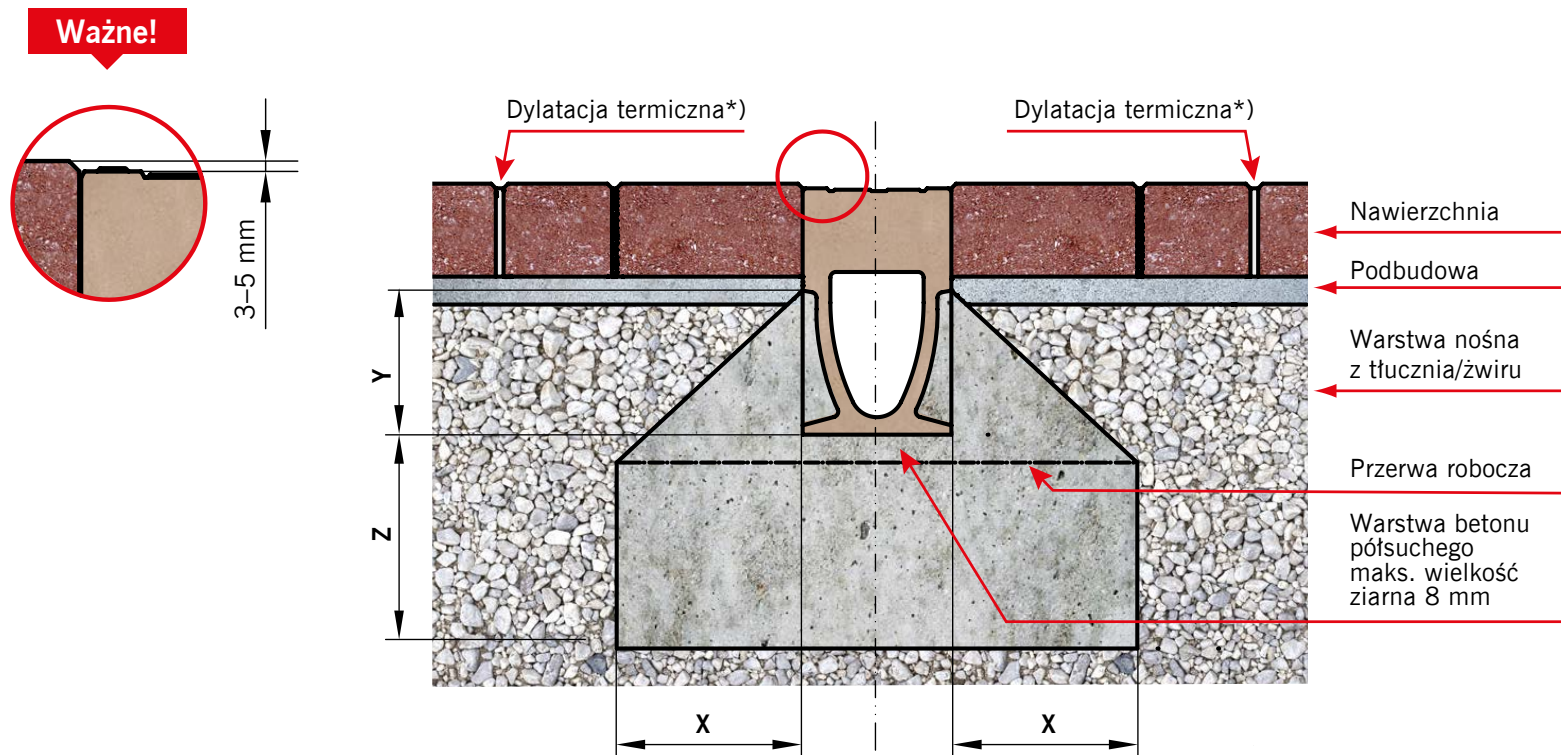 Ważne!
Dylatacja termiczna*)
Dylatacja termiczna*)
3–5 mm
Nawierzchnia
Podbudowa
Warstwa nośna
z tłucznia/żwiru
Y
Przerwa robocza
Z
Warstwa betonu
półsuchego
maks. wielkość
ziarna 8 mm
X
X